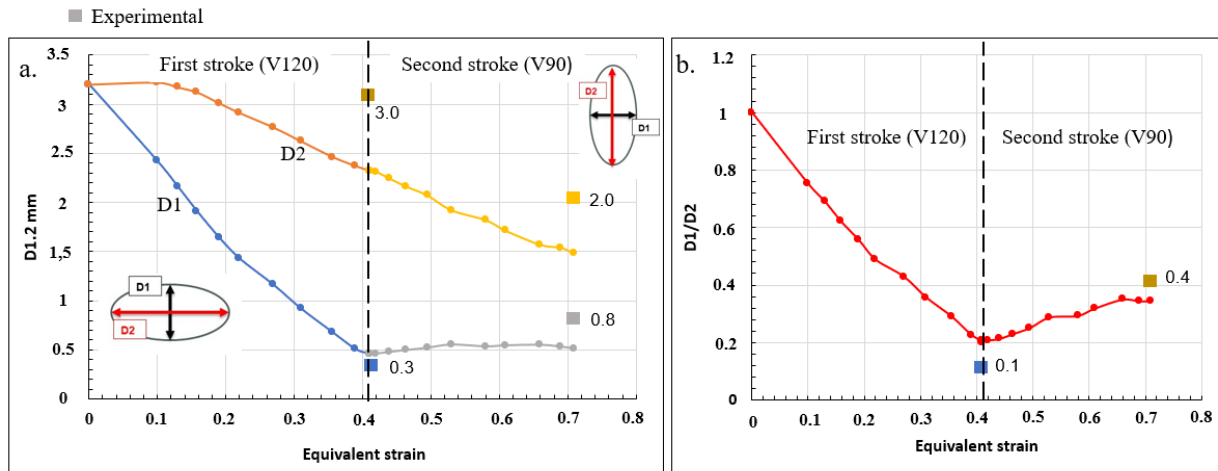 Experimental
a.
First stroke (V120)
Second stroke (V90)
3.5
3
2.5
2
1.5
1
0.5
0
D1.2 mm
D2
D1
3.0
2.0
0.8
0.3
D2
D1
D1
D2
0
0.1
0.2
0.3
0.4
0.5
0.6
0.7
0.8
Equivalent strain
b.
First stroke (V120)
Second stroke (V90)
1.2
1
0.8
0.6
0.4
0.2
0
D1/D2
0.4
0.1
0
0.1
0.2
0.3
0.4
0.5
0.6
0.7
0.8
Equivalent strain